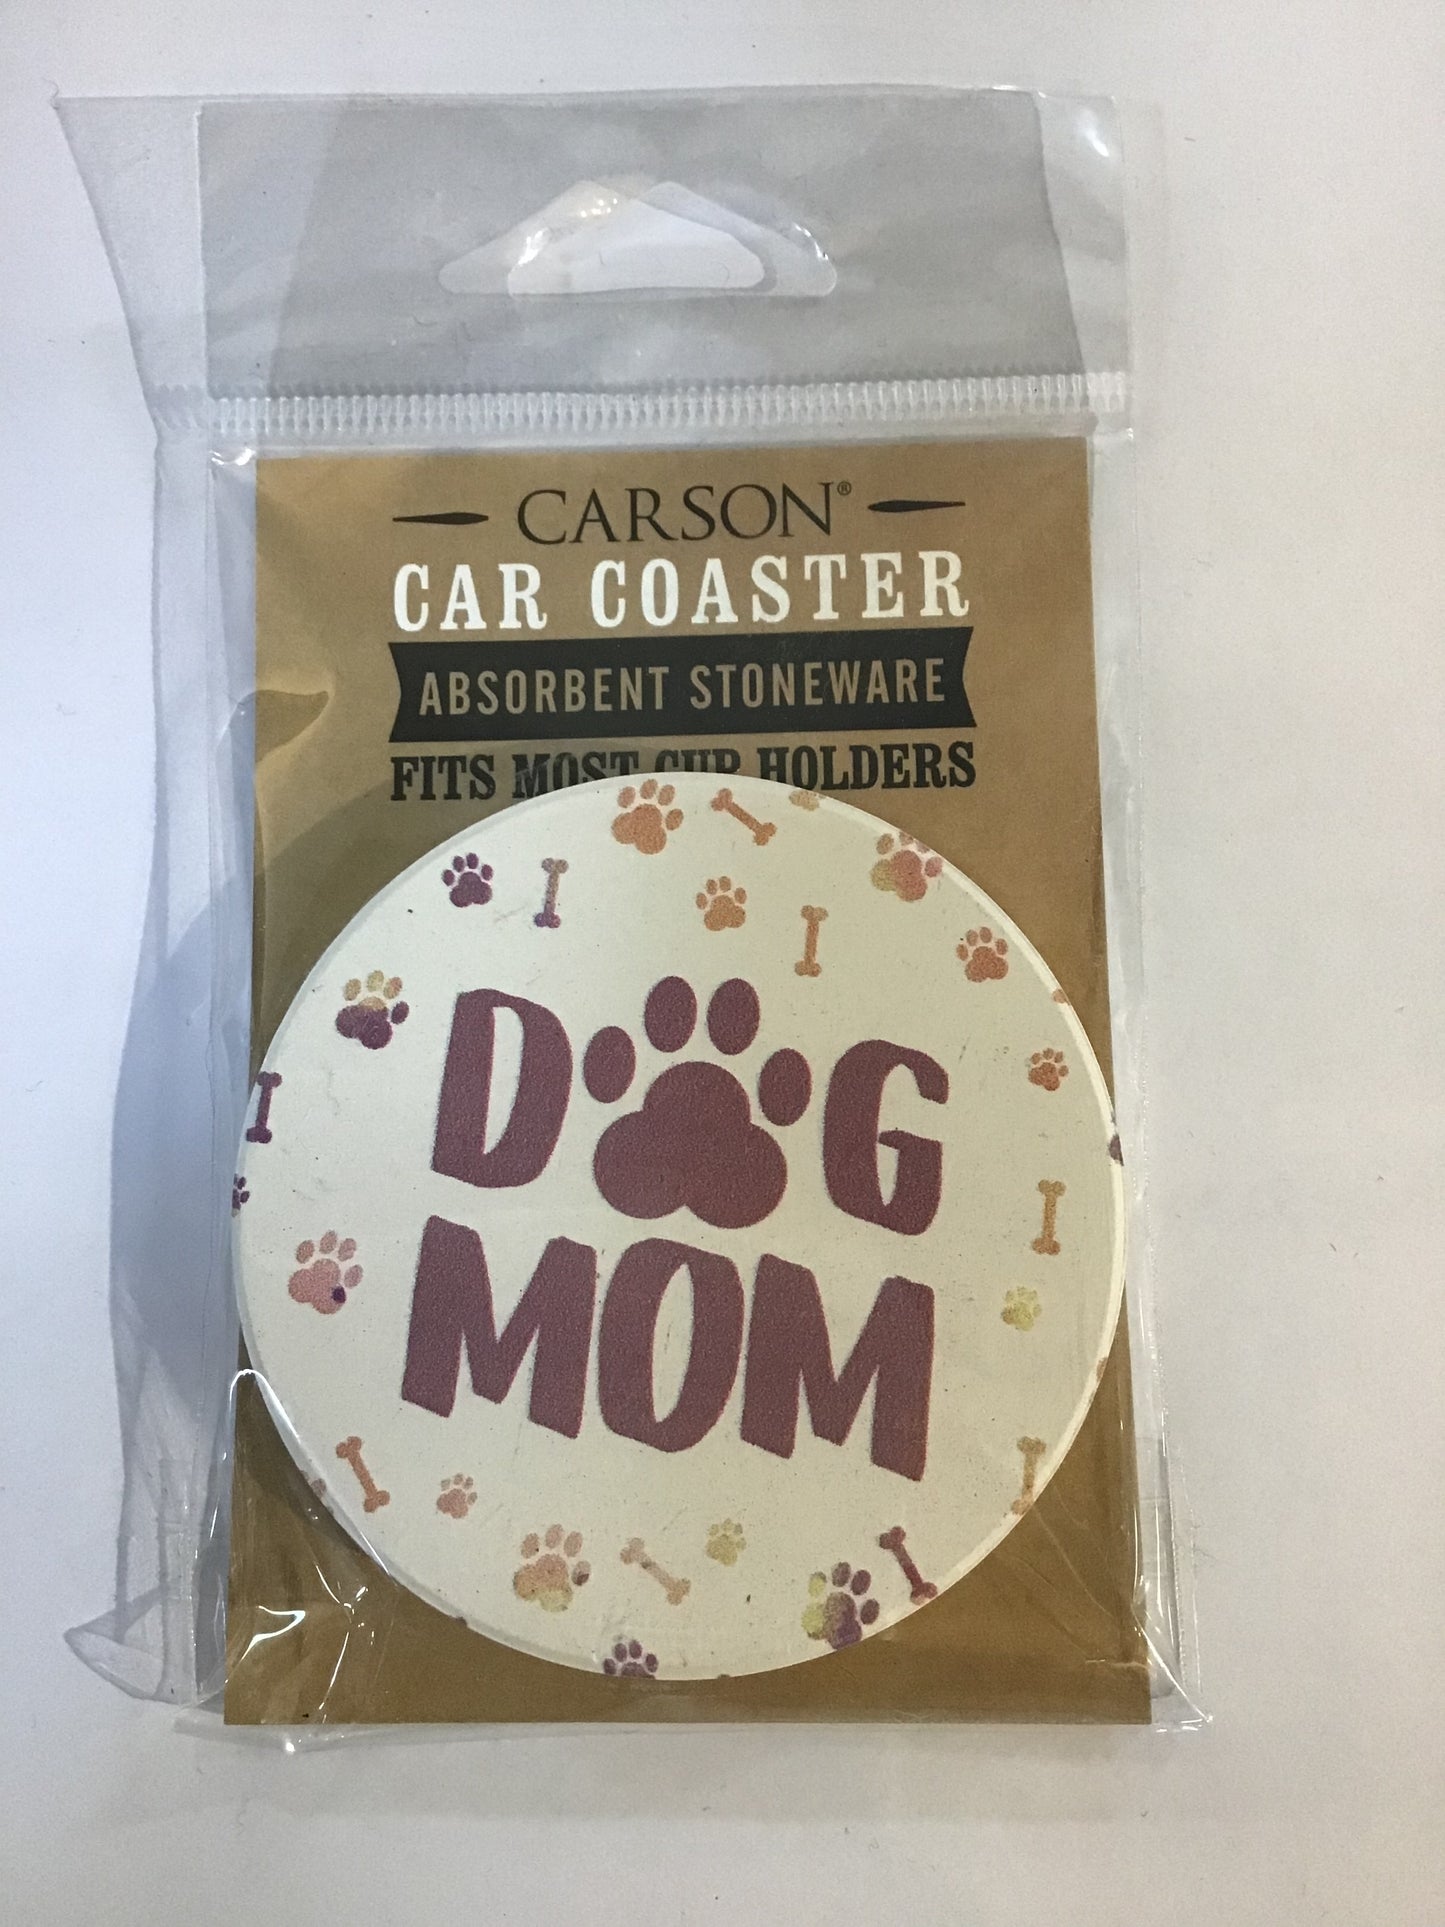 CARSON®
CAR COASTER
ABSORBENT STONEWARE
FITS MOST CUP HOLDERS
DOG
MOM